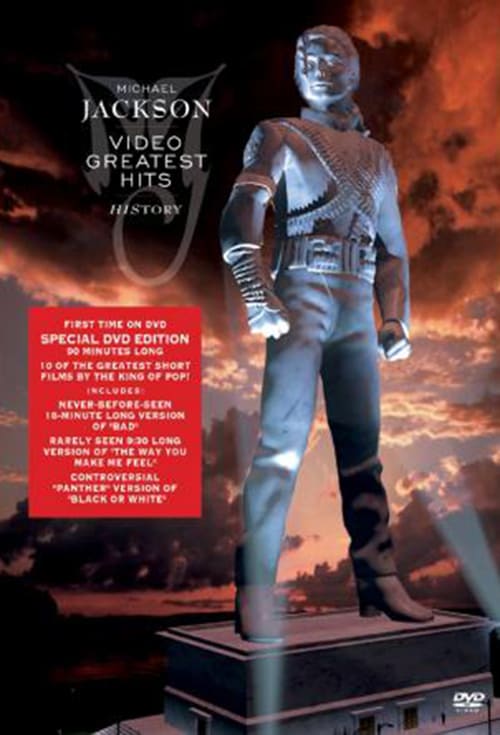 MICHAEL
JACKSON
VIDEO
GREATEST
HITS
HISTORY
FIRST TIME ON DVD
SPECIAL DVD EDITION
90 MINUTES LONG
10 OF THE GREATEST SHORT
FILMS BY THE KING OF POP!
INCLUDES:
NEVER-BEFORE-SEEN
18-MINUTE LONG VERSION
OF "BAD"
RARELY SEEN 9:30 LONG
VERSION OF "THE WAY YOU
MAKE ME FEEL"
CONTROVERSIAL
"PANTHER" VERSION OF
"BLACK OR WHITE"
DVD
VIDEO